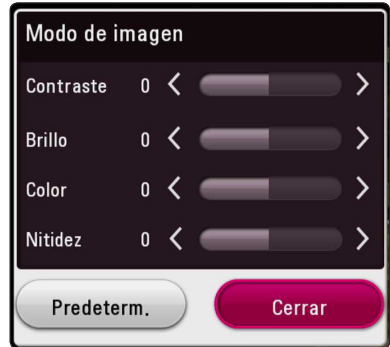 Modo de imagen
Contraste 0
Brillo 0
Color 0
Nitidez 0
Predeterm. Cerrar